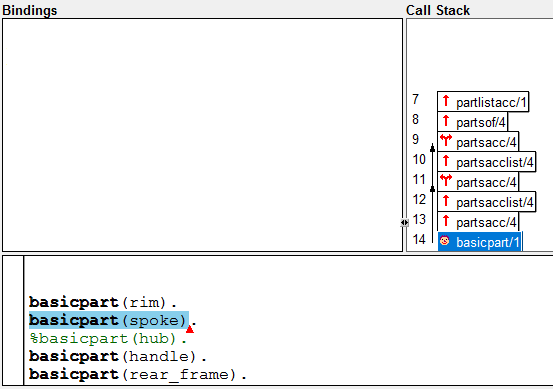 Bindings
Call Stack
7 partlistacc/1
8 partsof/4
9 partsacc/4
10 partsacclist/4
11 partsacc/4
12 partsacclist/4
13 partsacc/4
14 basicpart/1
basicpart(rim).
basicpart(spoke).
%basicpart(hub).
basicpart(handle).
basicpart(rear_frame).